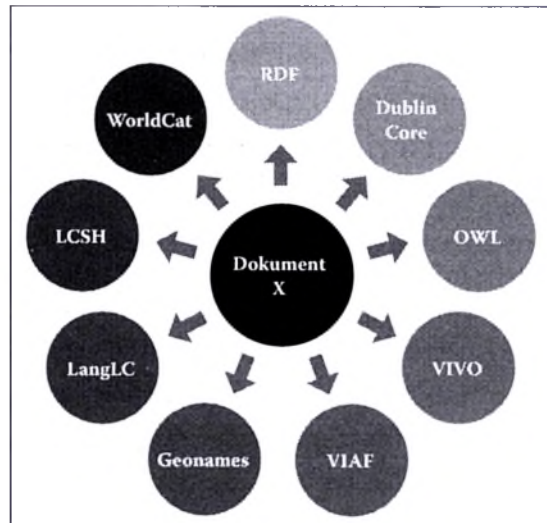 RDF
Dublin
Core
OWL
VIVO
VIAF
Geonames
LangLC
LCSH
WorldCat
Dokument
X